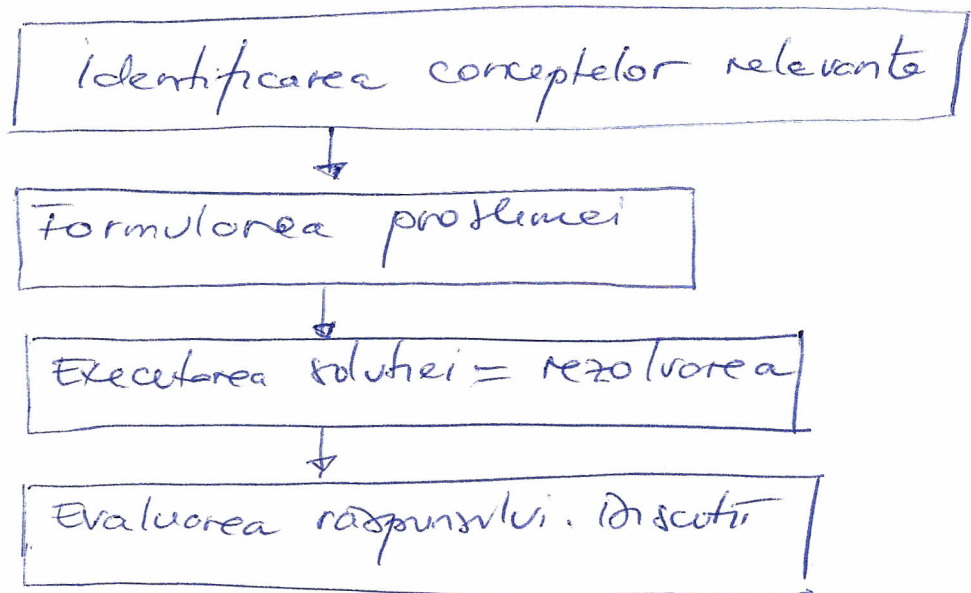 Identificarea conceptelor relevante
Formularea problemei
Executarea soluției = rezolvarea
Evaluarea răspunsului. Discuții